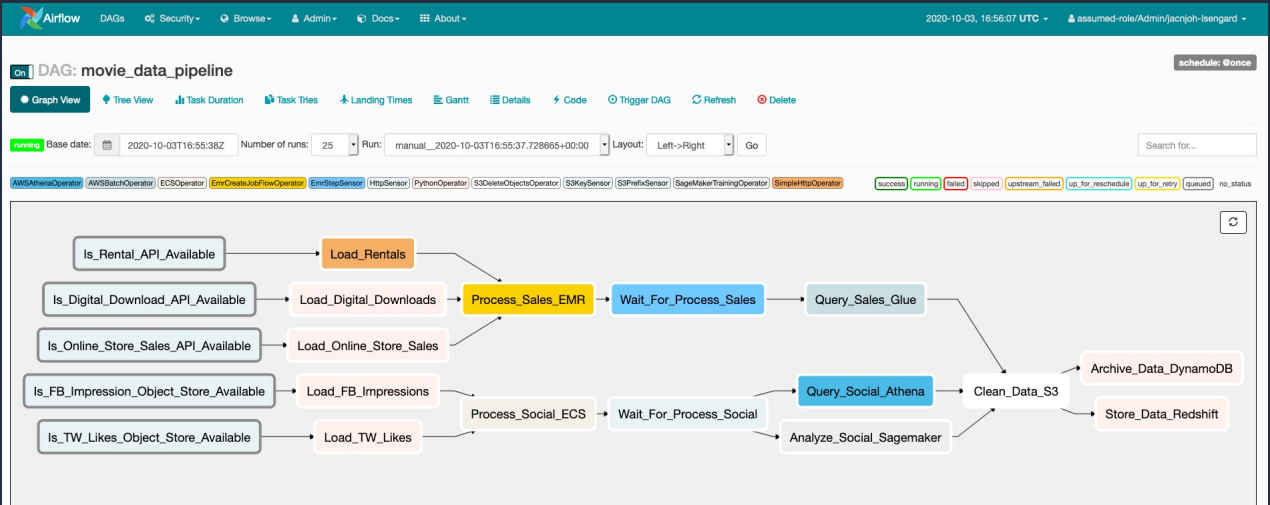 Airflow DAGs Security Browse Admin Docs About 2020-10-03, 16:56:07 UTC assumed-role/Admin/jacnjoh-Isengard
On DAG: movie_data_pipeline schedule: @once
Graph View Tree View Task Duration Task Tries Landing Times Gantt Details Code Trigger DAG Refresh Delete
running Base date: 2020-10-03T16:55:38Z Number of runs: 25 Run: manual__2020-10-03T16:55:37.728665+00:00 Layout: Left->Right Go Search for...
AWSAthenaOperator AWSBatchOperator ECSOperator EmrCreateJobFlowOperator EmrStepSensor HttpSensor PythonOperator S3DeleteObjectsOperator S3KeySensor S3PrefixSensor SageMakerTrainingOperator SimpleHttpOperator success running failed skipped upstream_failed up_for_reschedule up_for_retry queued no_status
Is_Rental_API_Available Load_Rentals
Is_Digital_Download_API_Available Load_Digital_Downloads Process_Sales_EMR Wait_For_Process_Sales Query_Sales_Glue
Is_Online_Store_Sales_API_Available Load_Online_Store_Sales
Archive_Data_DynamoDB
Is_FB_Impression_Object_Store_Available Load_FB_Impressions Query_Social_Athena Clean_Data_S3
Process_Social_ECS Wait_For_Process_Social Store_Data_Redshift
Is_TW_Likes_Object_Store_Available Load_TW_Likes Analyze_Social_Sagemaker